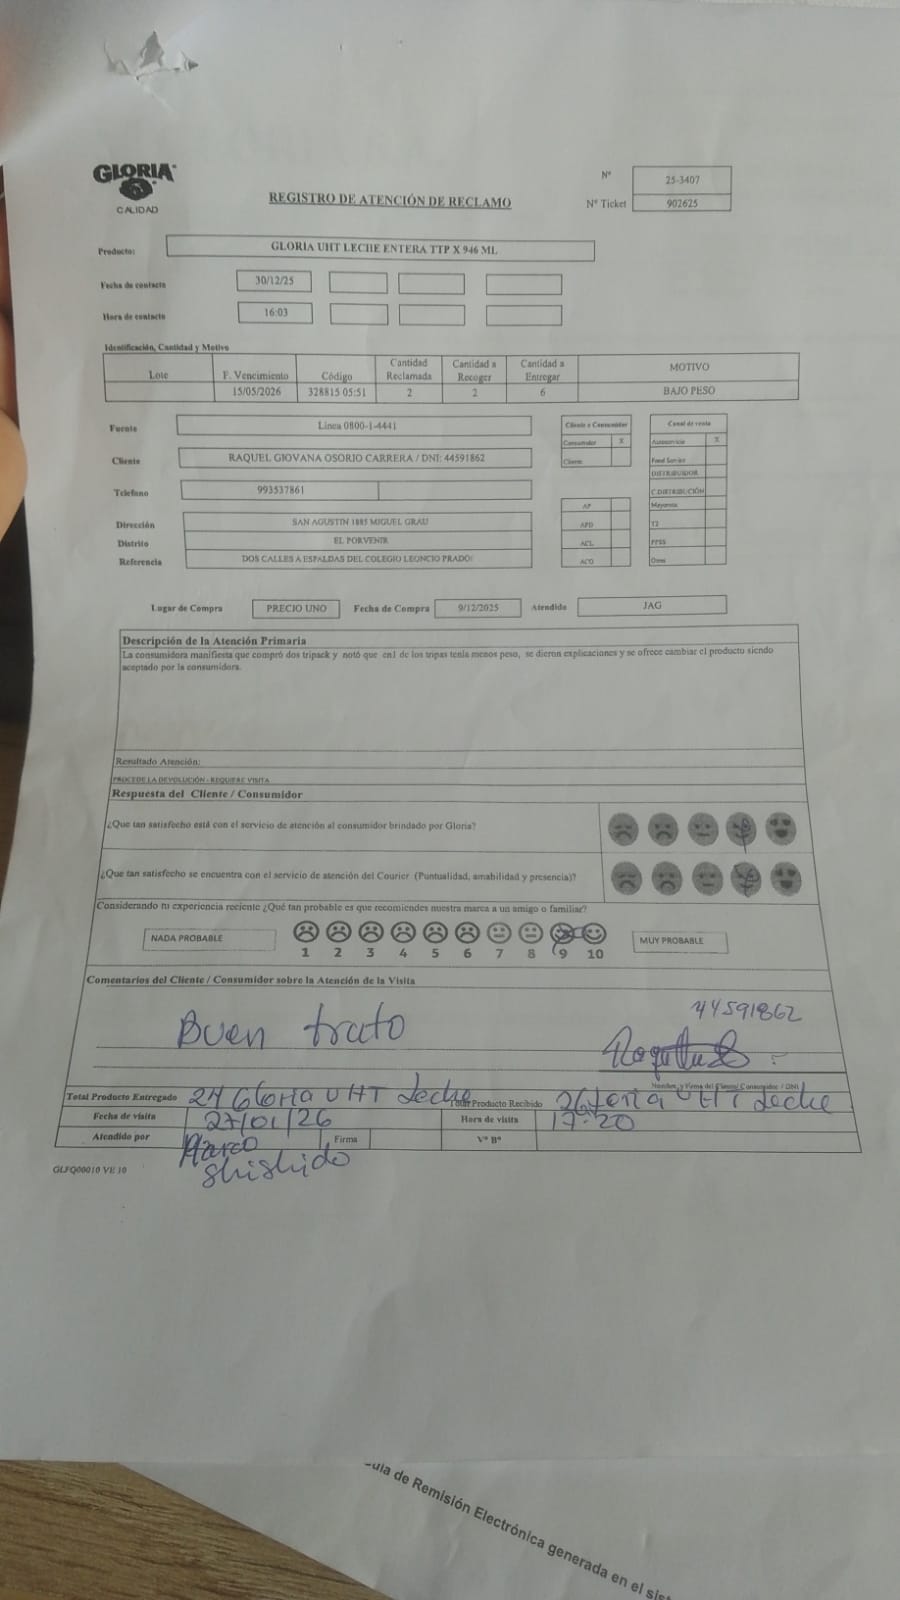 GLORIA
CALIDAD
REGISTRO DE ATENCIÓN DE RECLAMO
N° 25-3407
N° Ticket 902625
Producto: GLORIA UHT LECHE ENTERA TTP X 946 ML
Fecha de contacto 30/12/25
Hora de contacto 16:03
Identificación, Cantidad y Motivo
Lote F. Vencimiento Código Cantidad Reclamada Cantidad a Recoger Cantidad a Entregar MOTIVO
15/05/2026 328815 05:51 2 2 6 BAJO PESO
Fuente Linea 0800-1-4441
Cliente o Consumidor Canal de venta
Consumidor X Autoservicio X
Cliente RAQUEL GIOVANA OSORIO CARRERA / DNI: 44591862
Cliente Food Service
DISTRIBUIDOR
Telefono 993537861
C.DISTRIBUCIÓN
AP Mayorista
Dirección SAN AGUSTIN 1885 MIGUEL GRAU
APD
Distrito EL PORVENIR
ACL PPSS
Referencia DOS CALLES A ESPALDAS DEL COLEGIO LEONCIO PRADO
ACO Otros
Lugar de Compra PRECIO UNO Fecha de Compra 9/12/2025 Atendido JAG
Descripción de la Atención Primaria
La consumidora manifiesta que compró dos tripack y notó que en1 de los tripas tenía menos peso, se dieron explicaciones y se ofrece cambiar el producto siendo
aceptado por la consumidora.
Resultado Atención:
PROCEDE LA DEVOLUCIÓN - REQUIERE VISITA
Respuesta del Cliente / Consumidor
¿Que tan satisfecho está con el servicio de atención al consumidor brindado por Gloria?
¿Que tan satisfecho se encuentra con el servicio de atención del Courier (Puntualidad, amabilidad y presencia)?
Considerando tu experiencia reciente ¿Qué tan probable es que recomiendes nuestra marca a un amigo o familiar?
NADA PROBABLE 1 2 3 4 5 6 7 8 9 10 MUY PROBABLE
Comentarios del Cliente / Consumidor sobre la Atención de la Visita
44591862
Buen trato
Nombre y Firma del Cliente/ Consumidor / DNI
Total Producto Entregado Gloria UHT Leche Total Producto Recibido UHT Leche
Fecha de visita 27/01/26 Hora de visita 17:20
Atendido por Marco Shishido Firma V° B°
GLFQ00010 VE 10
uia de Remisión Electrónica generada en el sis